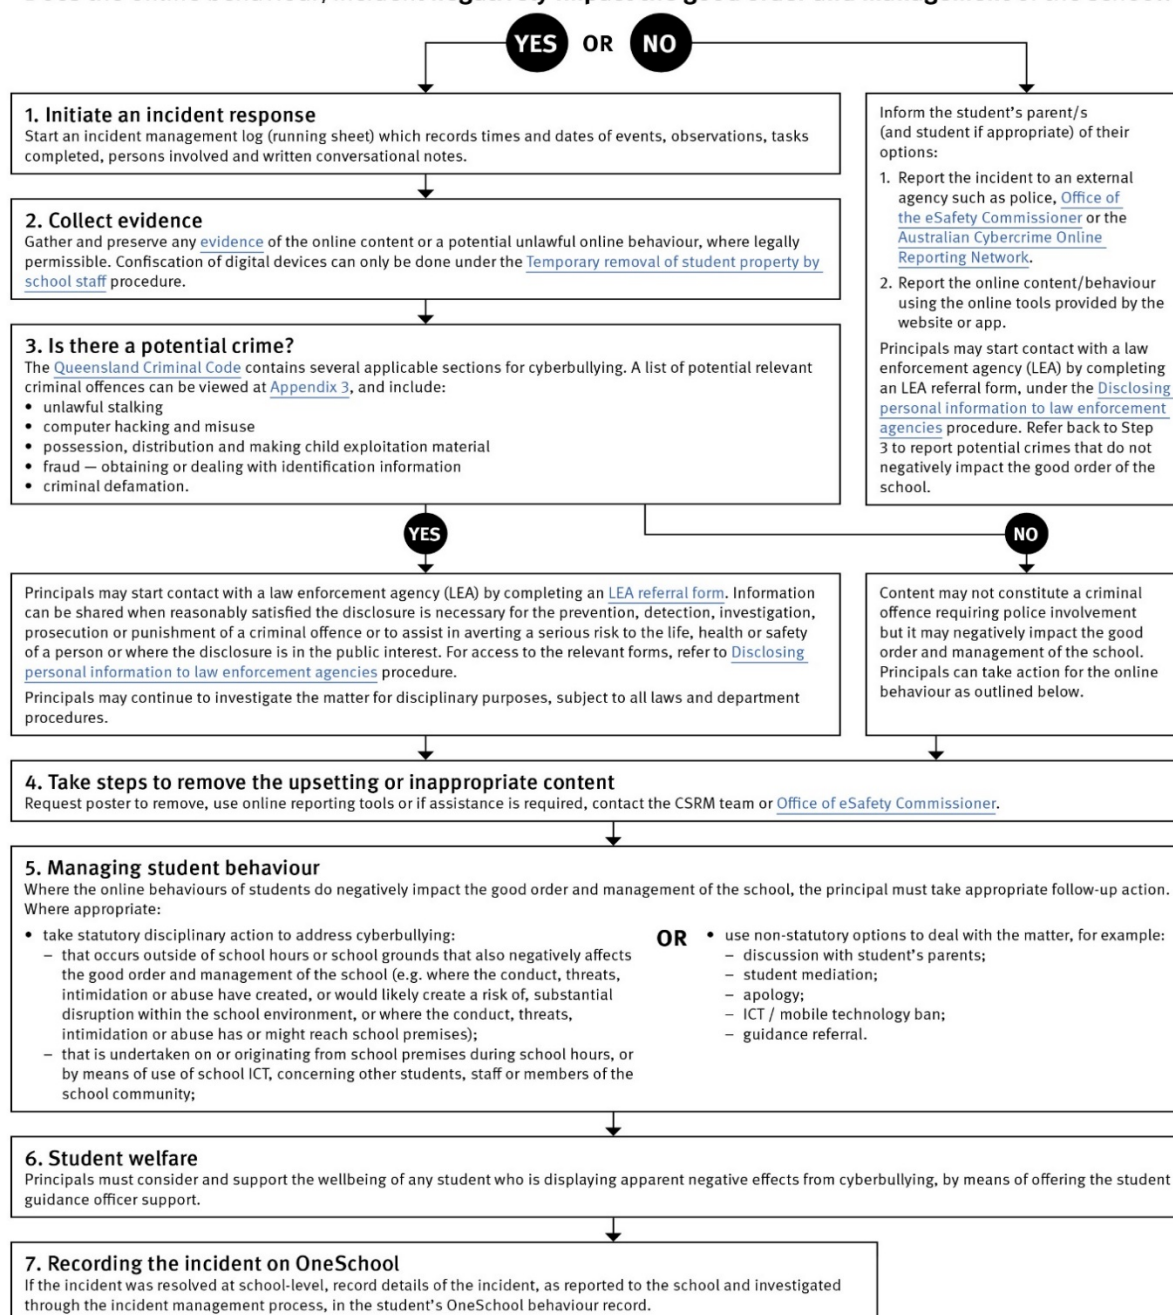 YES OR NO
1. Initiate an incident response
Start an incident management log (running sheet) which records times and dates of events, observations, tasks
completed, persons involved and written conversational notes.
Inform the student's parent/s
(and student if appropriate) of their
options:
1. Report the incident to an external
agency such as police, Office of
the eSafety Commissioner or the
Australian Cybercrime Online
Reporting Network.
2. Report the online content/behaviour
using the online tools provided by the
website or app.
Principals may start contact with a law
enforcement agency (LEA) by completing
an LEA referral form, under the Disclosing
personal information to law enforcement
agencies procedure. Refer back to Step
3 to report potential crimes that do not
negatively impact the good order of the
school.
2. Collect evidence
Gather and preserve any evidence of the online content or a potential unlawful online behaviour, where legally
permissible. Confiscation of digital devices can only be done under the Temporary removal of student property by
school staff procedure.
3. Is there a potential crime?
The Queensland Criminal Code contains several applicable sections for cyberbullying. A list of potential relevant
criminal offences can be viewed at Appendix 3, and include:
• unlawful stalking
• computer hacking and misuse
• possession, distribution and making child exploitation material
• fraud — obtaining or dealing with identification information
• criminal defamation.
YES
NO
Principals may start contact with a law enforcement agency (LEA) by completing an LEA referral form. Information
can be shared when reasonably satisfied the disclosure is necessary for the prevention, detection, investigation,
prosecution or punishment of a criminal offence or to assist in averting a serious risk to the life, health or safety
of a person or where the disclosure is in the public interest. For access to the relevant forms, refer to Disclosing
personal information to law enforcement agencies procedure.
Principals may continue to investigate the matter for disciplinary purposes, subject to all laws and department
procedures.
Content may not constitute a criminal
offence requiring police involvement
but it may negatively impact the good
order and management of the school.
Principals can take action for the online
behaviour as outlined below.
4. Take steps to remove the upsetting or inappropriate content
Request poster to remove, use online reporting tools or if assistance is required, contact the CSRM team or Office of eSafety Commissioner.
5. Managing student behaviour
Where the online behaviours of students do negatively impact the good order and management of the school, the principal must take appropriate follow-up action.
Where appropriate:
• take statutory disciplinary action to address cyberbullying:
– that occurs outside of school hours or school grounds that also negatively affects
the good order and management of the school (e.g. where the conduct, threats,
intimidation or abuse have created, or would likely create a risk of, substantial
disruption within the school environment, or where the conduct, threats,
intimidation or abuse has or might reach school premises);
– that is undertaken on or originating from school premises during school hours, or
by means of use of school ICT, concerning other students, staff or members of the
school community;
OR
• use non-statutory options to deal with the matter, for example:
– discussion with student's parents;
– student mediation;
– apology;
– ICT / mobile technology ban;
– guidance referral.
6. Student welfare
Principals must consider and support the wellbeing of any student who is displaying apparent negative effects from cyberbullying, by means of offering the student
guidance officer support.
7. Recording the incident on OneSchool
If the incident was resolved at school-level, record details of the incident, as reported to the school and investigated
through the incident management process, in the student's OneSchool behaviour record.